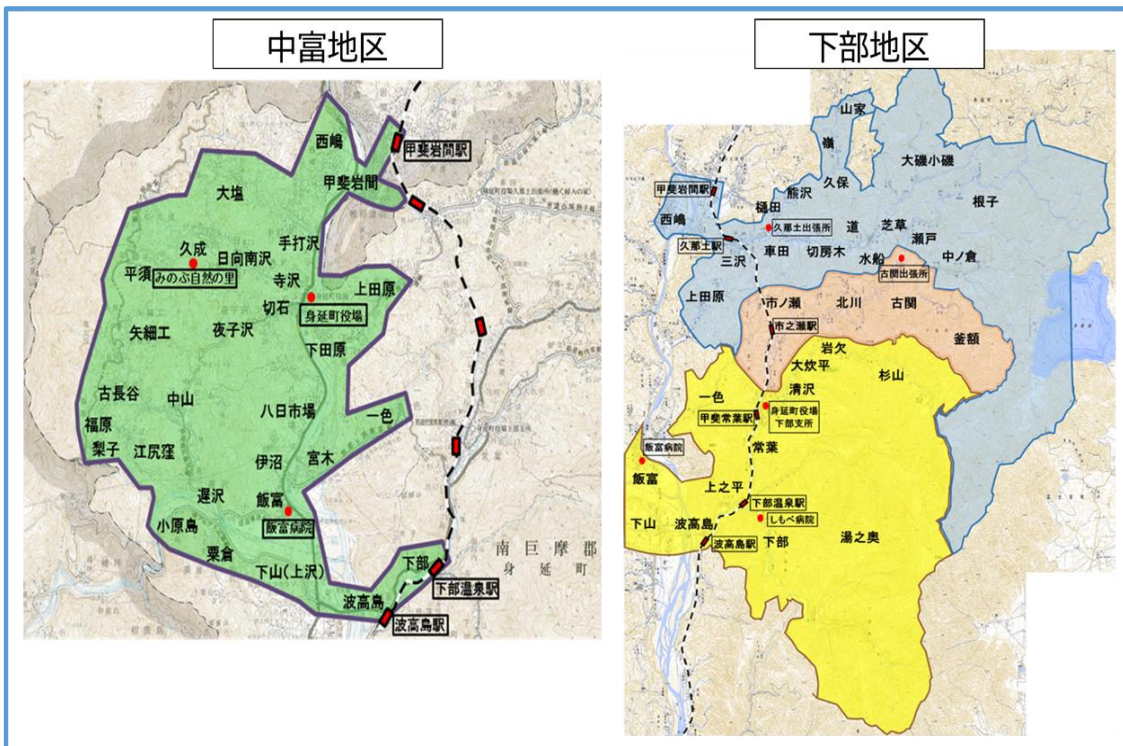 中富地区
西嶋
甲斐岩間駅
甲斐岩間
大塩
手打沢
久成
日向南沢
平須
みのぶ自然の里
寺沢
上田原
切石
身延町役場
矢細工
夜子沢
下田原
古長谷
中山
八日市場
一色
福原
梨子
江尻窪
伊沼
宮木
遅沢
飯富
飯富病院
小原島
粟倉
下山(上沢)
下部
南巨摩郡
身延町
下部温泉駅
波高島
波高島駅
下部地区
山家
嶺
大磯小磯
久保
甲斐岩間駅
熊沢
根子
樋田
西嶋
久那土出張所
道
芝草
瀬戸
久那土駅
車田
切房木
水船
中ノ倉
三沢
古関出張所
上田原
市ノ瀬
北川
古関
市之瀬駅
釜額
岩欠
大炊平
杉山
清沢
一色
身延町役場
下部支所
甲斐常葉駅
常葉
飯富病院
飯富
上之平
下部温泉駅
しもべ病院
下山
波高島
下部
湯之奥
波高島駅